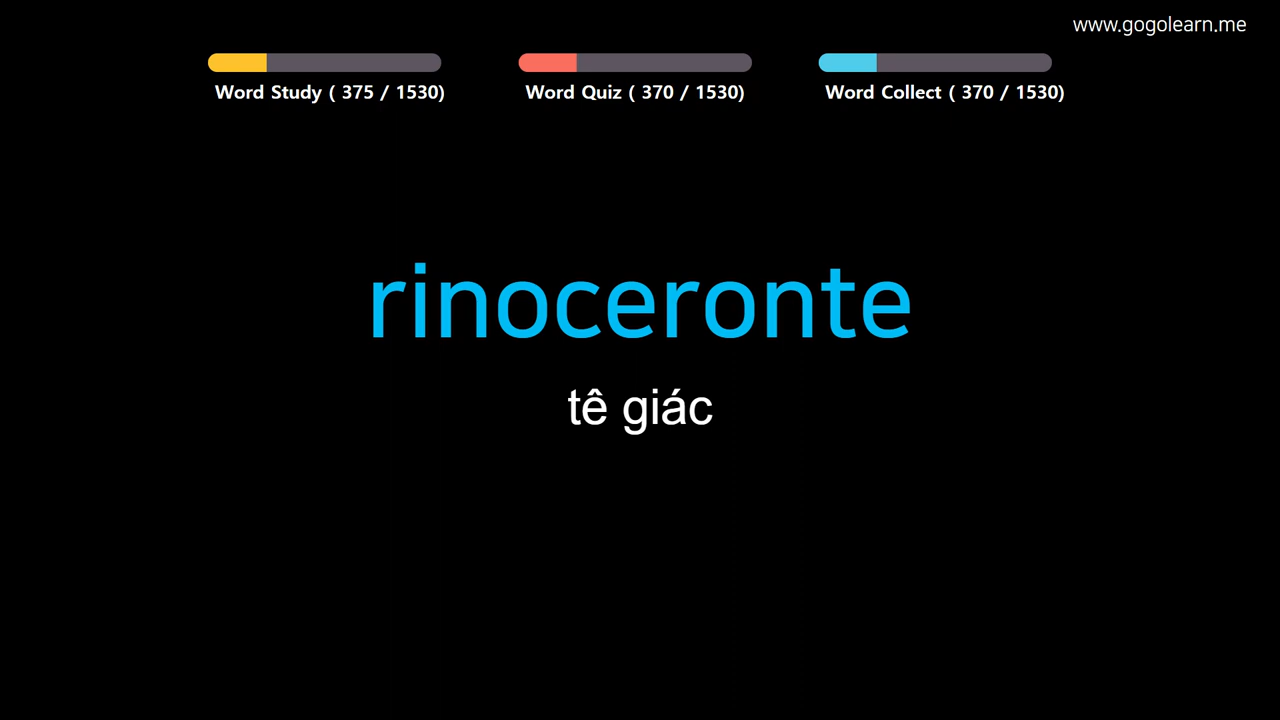 www.gogolearn.me
Word Study ( 375 / 1530)
Word Quiz ( 370 / 1530)
Word Collect ( 370 / 1530)
rinoceronte
tê giác